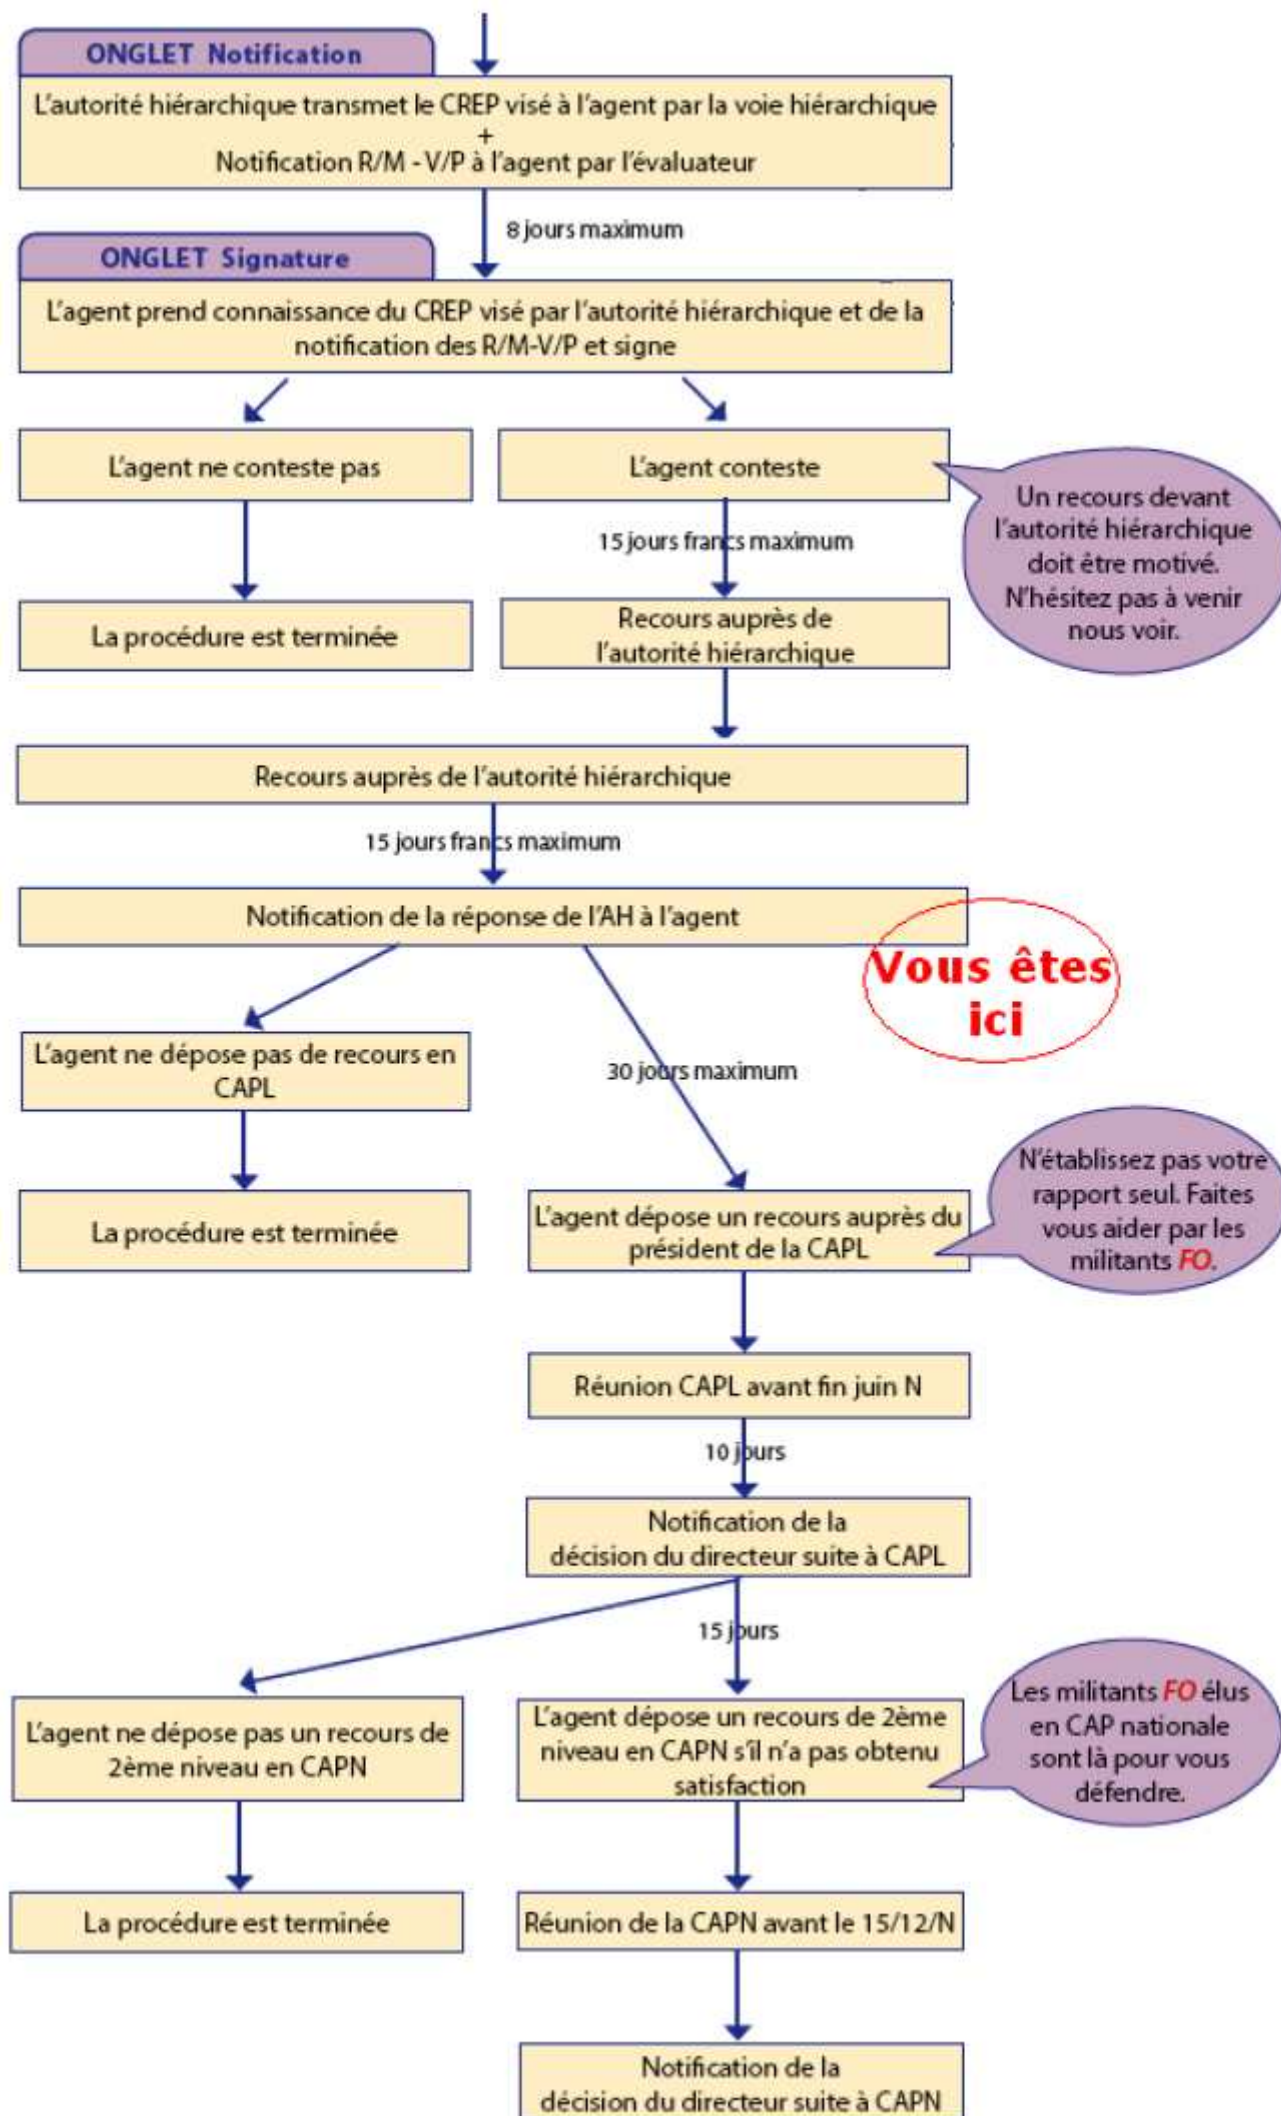 ONGLET Notification
L'autorité hiérarchique transmet le CREP visé à l'agent par la voie hiérarchique
+
Notification R/M - V/P à l'agent par l'évaluateur
8 jours maximum
ONGLET Signature
L'agent prend connaissance du CREP visé par l'autorité hiérarchique et de la
notification des R/M-V/P et signe
L'agent ne conteste pas
L'agent conteste
Un recours devant
l'autorité hiérarchique
doit être motivé.
N'hésitez pas à venir
nous voir.
15 jours francs maximum
La procédure est terminée
Recours auprès de
l'autorité hiérarchique
Recours auprès de l'autorité hiérarchique
15 jours francs maximum
Notification de la réponse de l'AH à l'agent
Vous êtes
ici
L'agent ne dépose pas de recours en
CAPL
30 jours maximum
La procédure est terminée
L'agent dépose un recours auprès du
président de la CAPL
N'établissez pas votre
rapport seul. Faites
vous aider par les
militants FO.
Réunion CAPL avant fin juin N
10 jours
Notification de la
décision du directeur suite à CAPL
15 jours
L'agent ne dépose pas un recours de
2ème niveau en CAPN
L'agent dépose un recours de 2ème
niveau en CAPN s'il n'a pas obtenu
satisfaction
Les militants FO élus
en CAP nationale
sont là pour vous
défendre.
La procédure est terminée
Réunion de la CAPN avant le 15/12/N
Notification de la
décision du directeur suite à CAPN